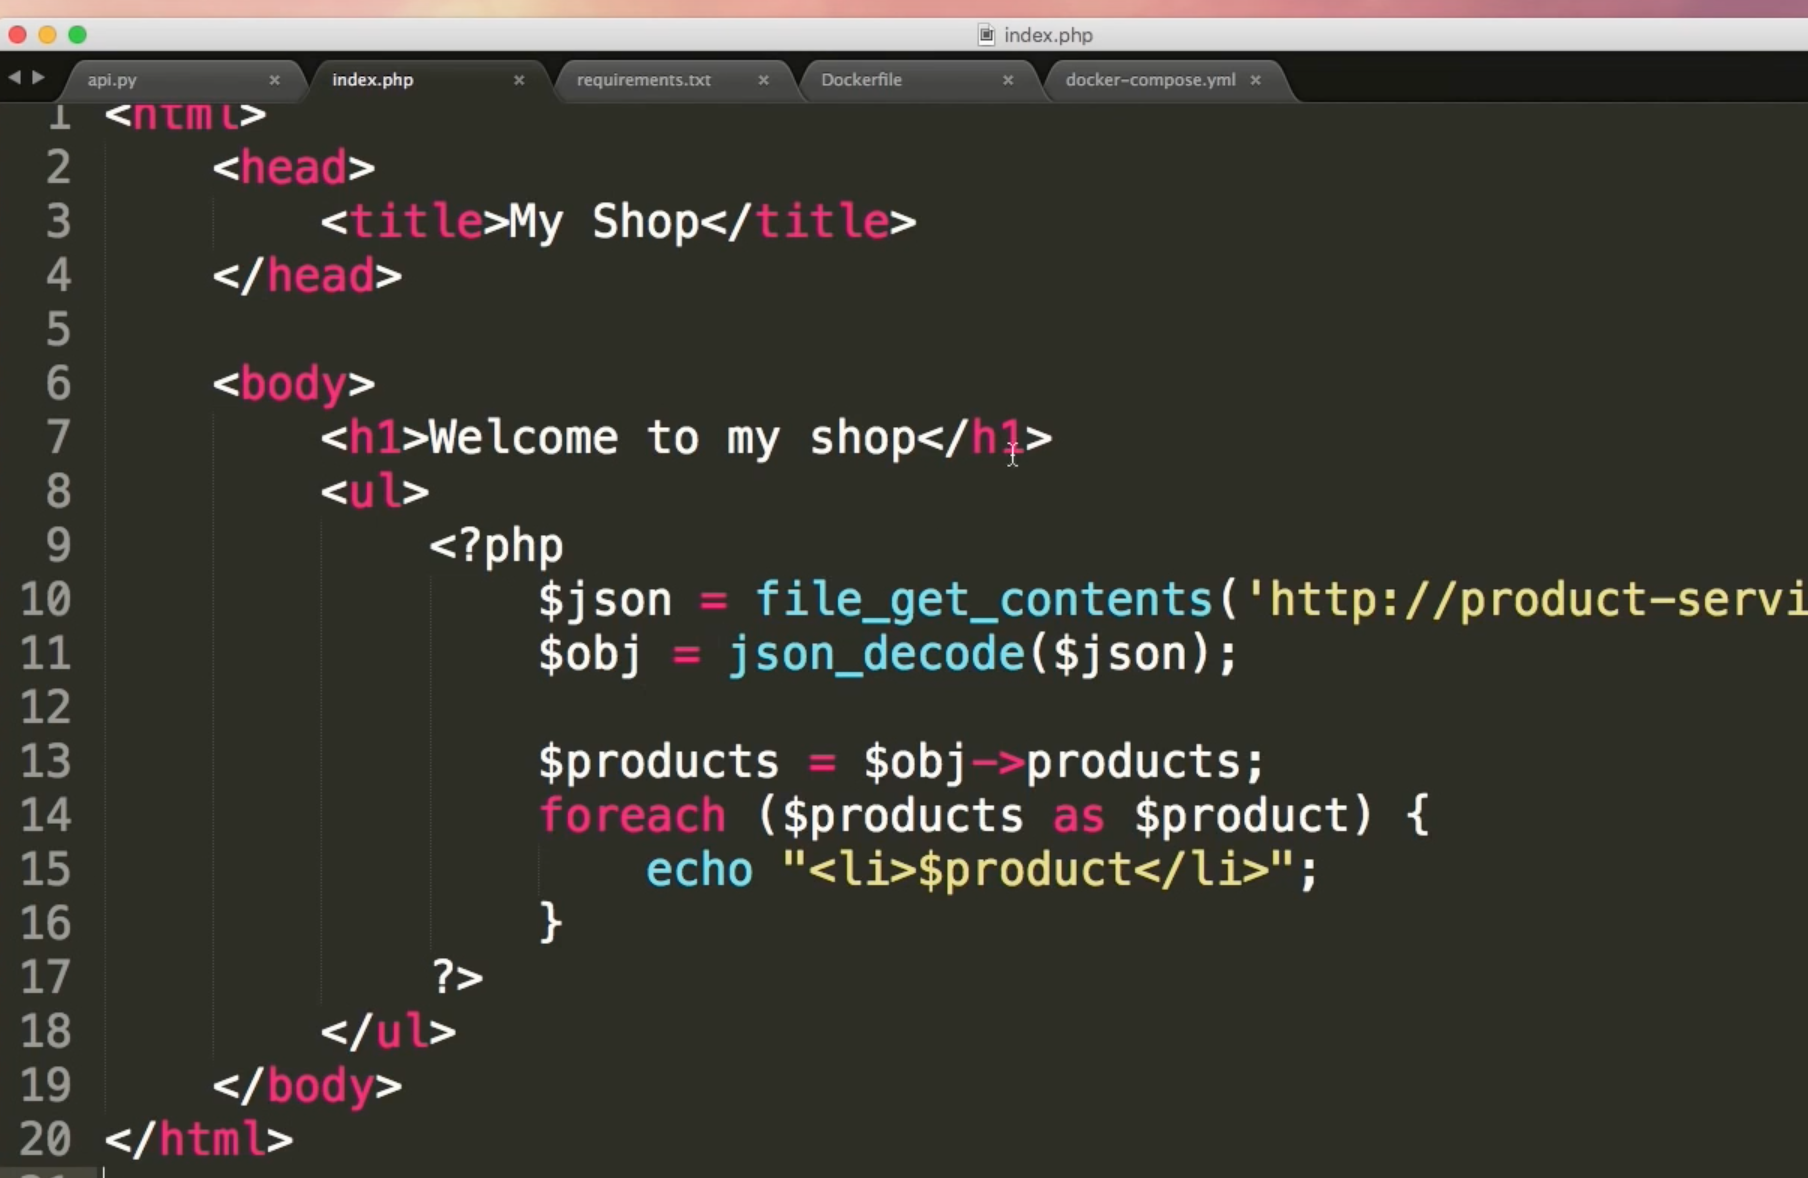 index.php
api.py × index.php × requirements.txt × Dockerfile × docker-compose.yml ×
1 <html>
2 <head>
3 <title>My Shop</title>
4 </head>
5
6 <body>
7 <h1>Welcome to my shop</h1>
8 <ul>
9 <?php
10 $json = file_get_contents('http://product-servi
11 $obj = json_decode($json);
12
13 $products = $obj->products;
14 foreach ($products as $product) {
15 echo "<li>$product</li>";
16 }
17 ?>
18 </ul>
19 </body>
20 </html>